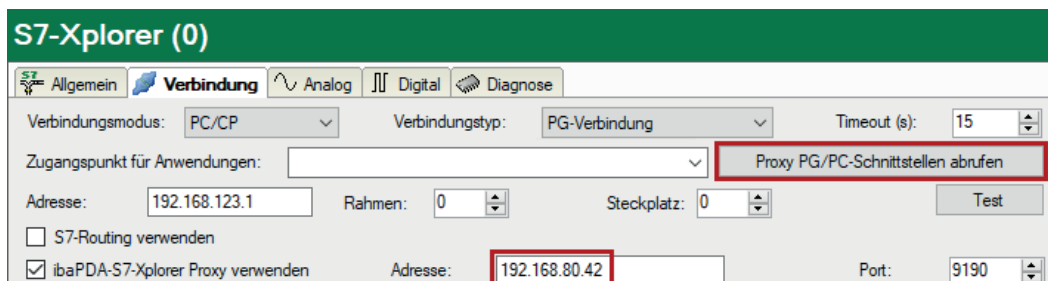 S7-Xplorer (0)
S7 Allgemein Verbindung Analog Digital Diagnose
Verbindungsmodus: PC/CP Verbindungstyp: PG-Verbindung Timeout (s): 15
Zugangspunkt für Anwendungen: Proxy PG/PC-Schnittstellen abrufen
Adresse: 192.168.123.1 Rahmen: 0 Steckplatz: 0 Test
S7-Routing verwenden
ibaPDA-S7-Xplorer Proxy verwenden Adresse: 192.168.80.42 Port: 9190